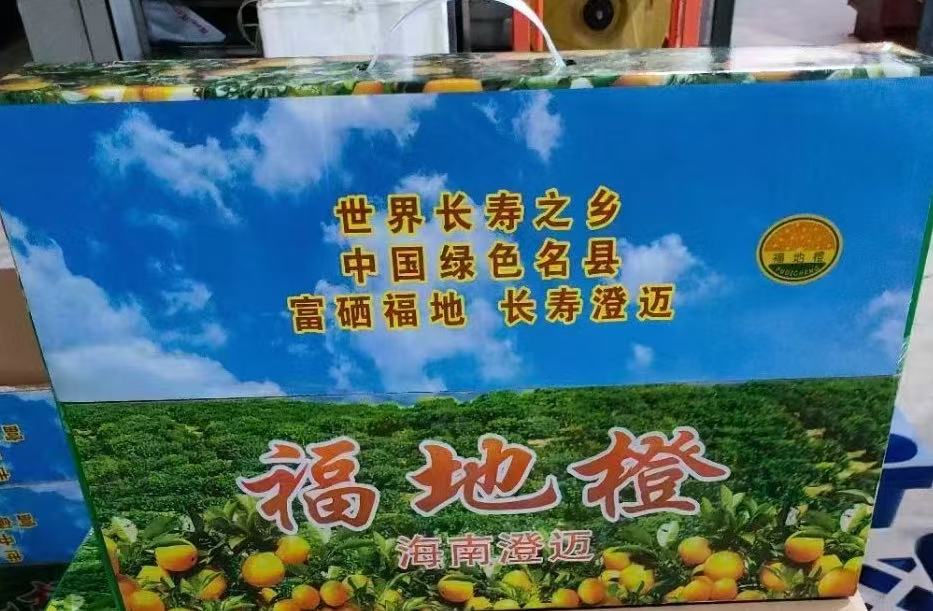 世界长寿之乡
中国绿色名县
富硒福地 长寿澄迈
福地橙
FUDICHENG
福地橙
海南澄迈